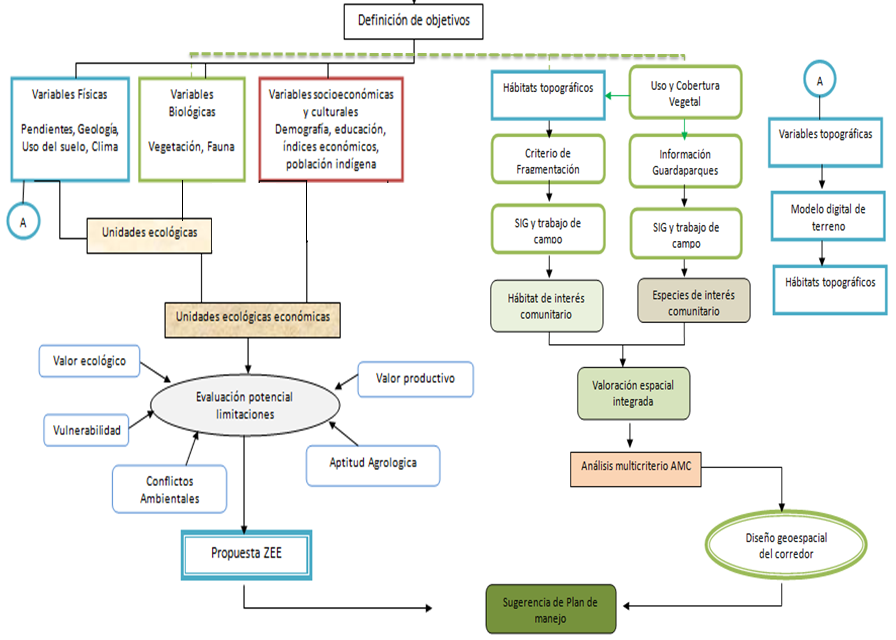 Definición de objetivos
Variables Físicas
Pendientes, Geología,
Uso del suelo, Clima
Variables
Biológicas
Vegetación, Fauna
Variables socioeconómicas
y culturales
Demografía, educación,
índices económicos,
población indígena
Hábitats topográficos
Uso y Cobertura
Vegetal
A
Variables topográficas
Criterio de
Fragmentación
Información
Guardaparques
Modelo digital de
terreno
A
Unidades ecológicas
SIG y trabajo de
campo
SIG y trabajo de
campo
Hábitats topográficos
Hábitat de interés
comunitario
Especies de interés
comunitario
Unidades ecológicas económicas
Valor ecológico
Valor productivo
Evaluación potencial
limitaciones
Vulnerabilidad
Aptitud Agrologica
Conflictos
Ambientales
Valoración espacial
integrada
Análisis multicriterio AMC
Diseño geoespacial
del corredor
Propuesta ZEE
Sugerencia de Plan de
manejo